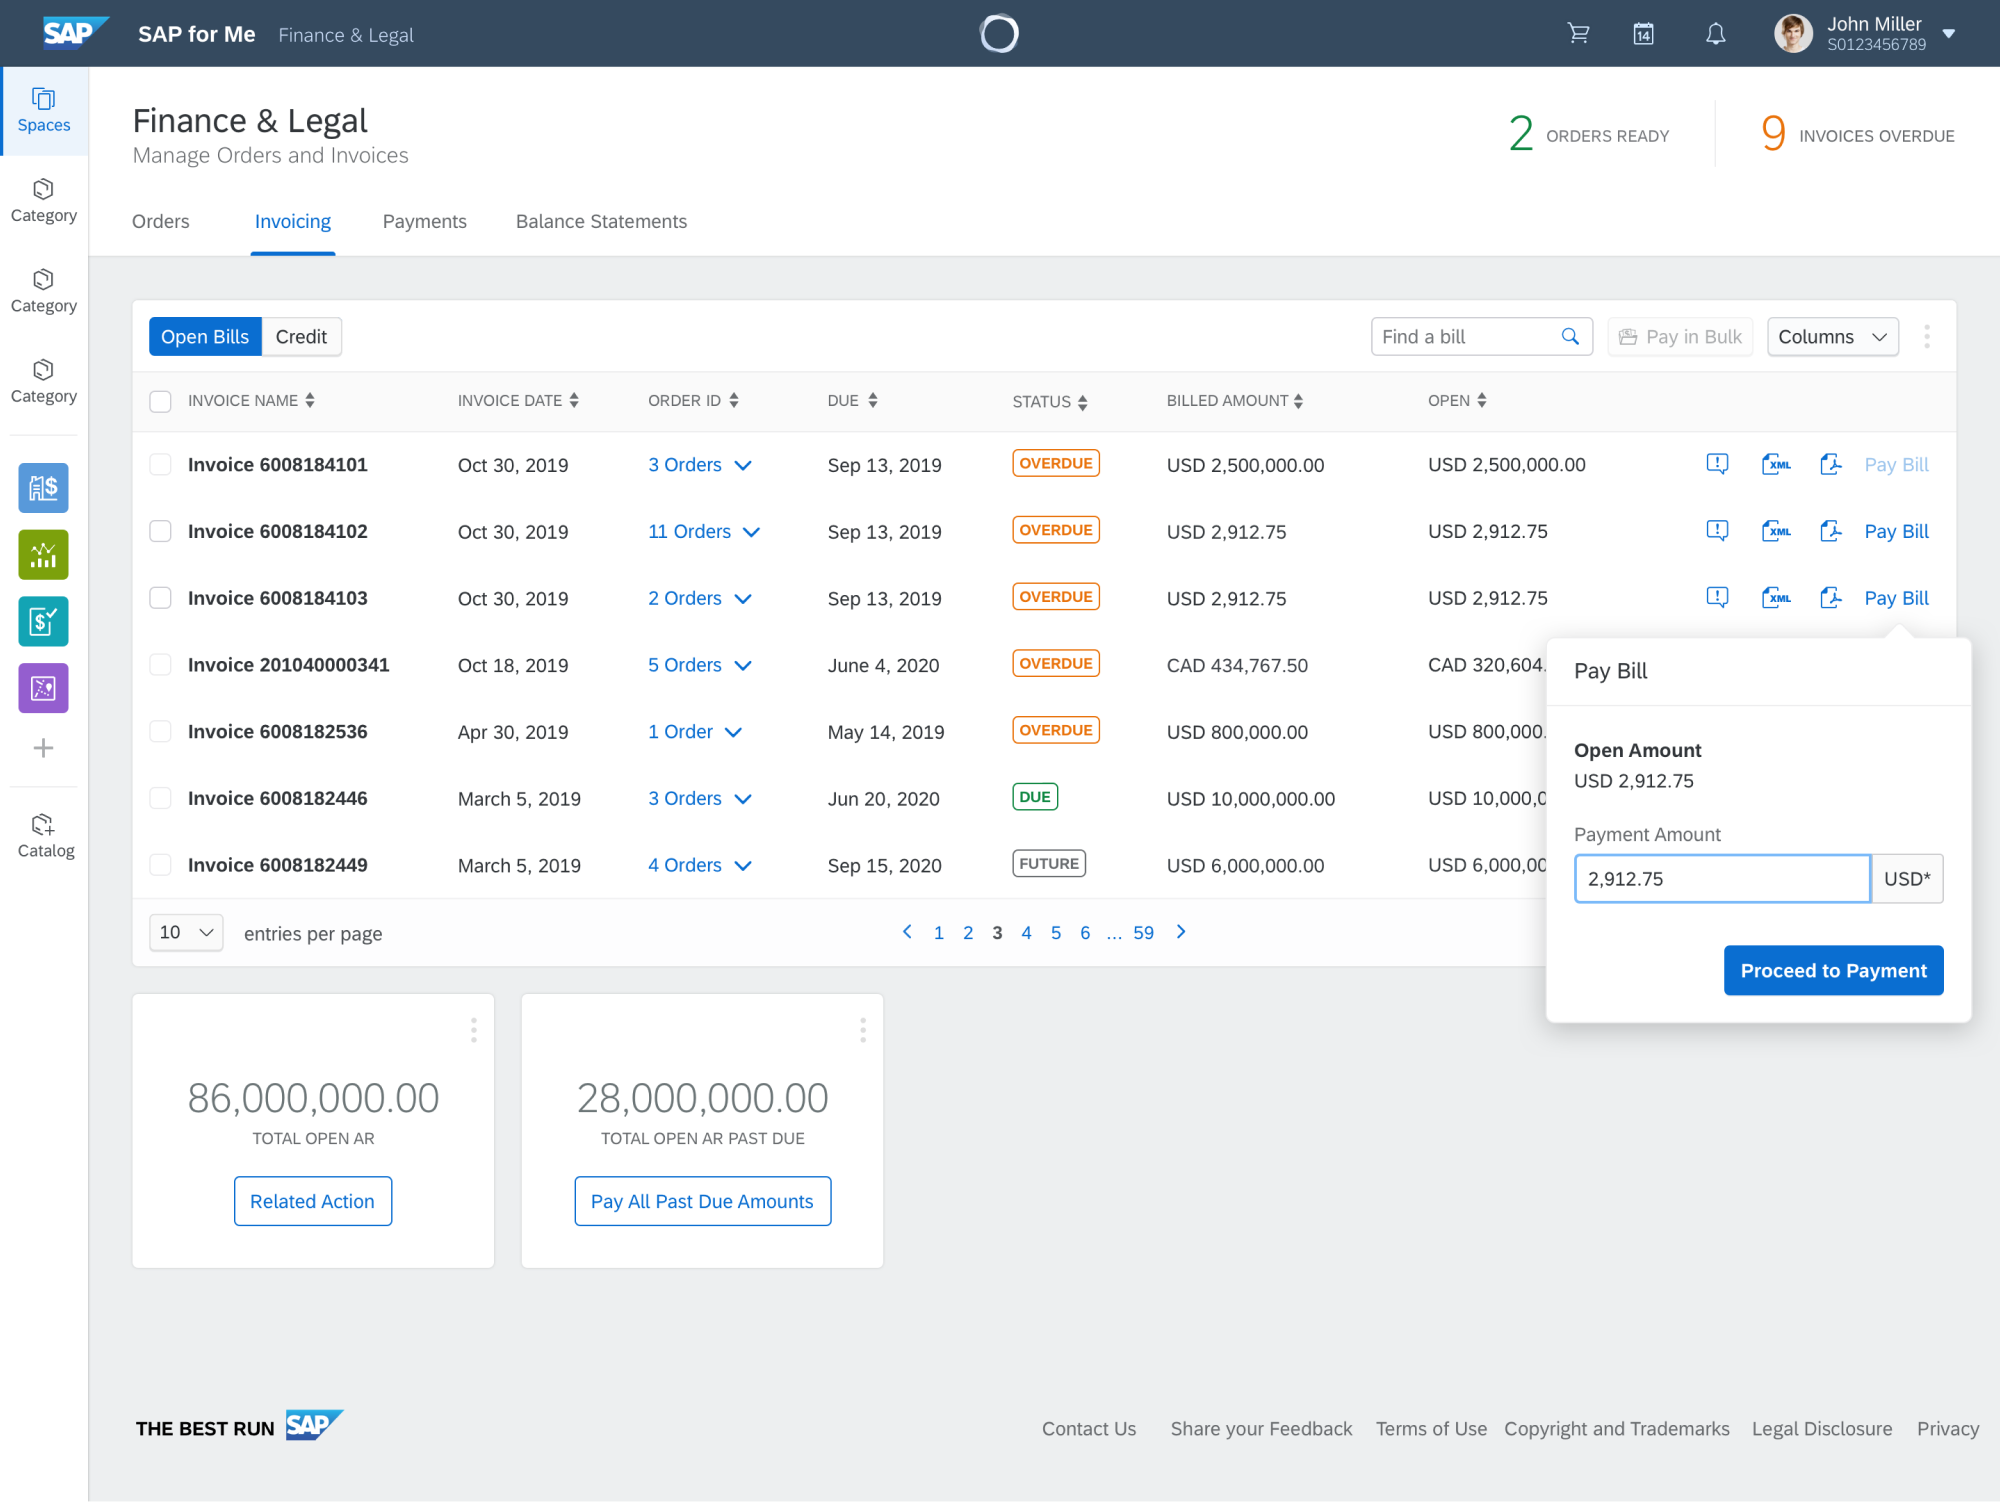 SAP SAP for Me Finance & Legal 14 John Miller
S0123456789
Spaces
Category
Category
Category
Catalog
Finance & Legal
Manage Orders and Invoices
2 ORDERS READY 9 INVOICES OVERDUE
Orders Invoicing Payments Balance Statements
Open Bills Credit Find a bill Pay in Bulk Columns
INVOICE NAME INVOICE DATE ORDER ID DUE STATUS BILLED AMOUNT OPEN
Invoice 6008184101 Oct 30, 2019 3 Orders Sep 13, 2019 OVERDUE USD 2,500,000.00 USD 2,500,000.00 XML Pay Bill
Invoice 6008184102 Oct 30, 2019 11 Orders Sep 13, 2019 OVERDUE USD 2,912.75 USD 2,912.75 XML Pay Bill
Invoice 6008184103 Oct 30, 2019 2 Orders Sep 13, 2019 OVERDUE USD 2,912.75 USD 2,912.75 XML Pay Bill
Invoice 201040000341 Oct 18, 2019 5 Orders June 4, 2020 OVERDUE CAD 434,767.50 CAD 320,604.
Invoice 6008182536 Apr 30, 2019 1 Order May 14, 2019 OVERDUE USD 800,000.00 USD 800,000.
Invoice 6008182446 March 5, 2019 3 Orders Jun 20, 2020 DUE USD 10,000,000.00 USD 10,000,0
Invoice 6008182449 March 5, 2019 4 Orders Sep 15, 2020 FUTURE USD 6,000,000.00 USD 6,000,00
10 entries per page 1 2 3 4 5 6 ... 59
Pay Bill
Open Amount
USD 2,912.75
Payment Amount
2,912.75 USD*
Proceed to Payment
86,000,000.00
TOTAL OPEN AR
Related Action
28,000,000.00
TOTAL OPEN AR PAST DUE
Pay All Past Due Amounts
THE BEST RUN SAP Contact Us Share your Feedback Terms of Use Copyright and Trademarks Legal Disclosure Privacy